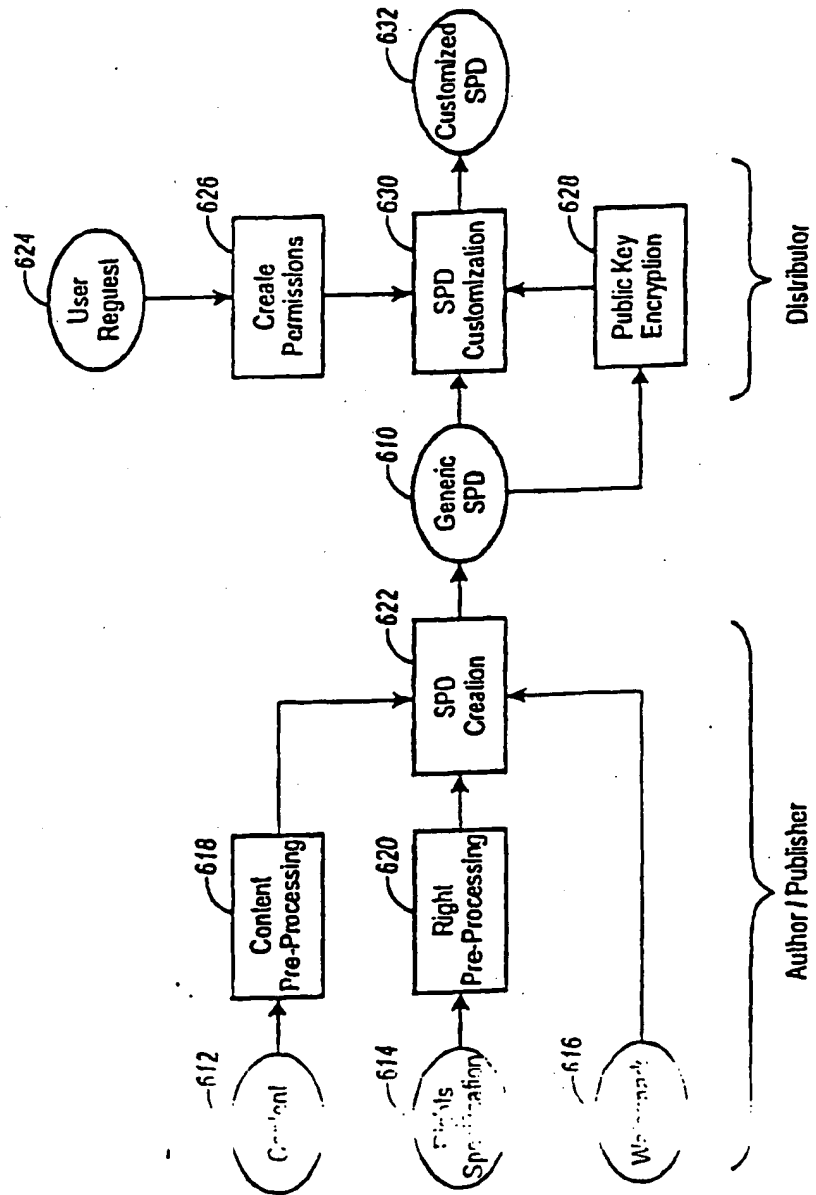 624
User
Reguest
612
618
626
Content
Pre-Processing
Create
Permissions
614
620
622
610
630
632
Right
Pre-Processing
SPD
Creation
Generic
SPD
SPD
Customization
Customized
SPD
616
628
Public Key
Encryption
Author / Publisher
Distributor